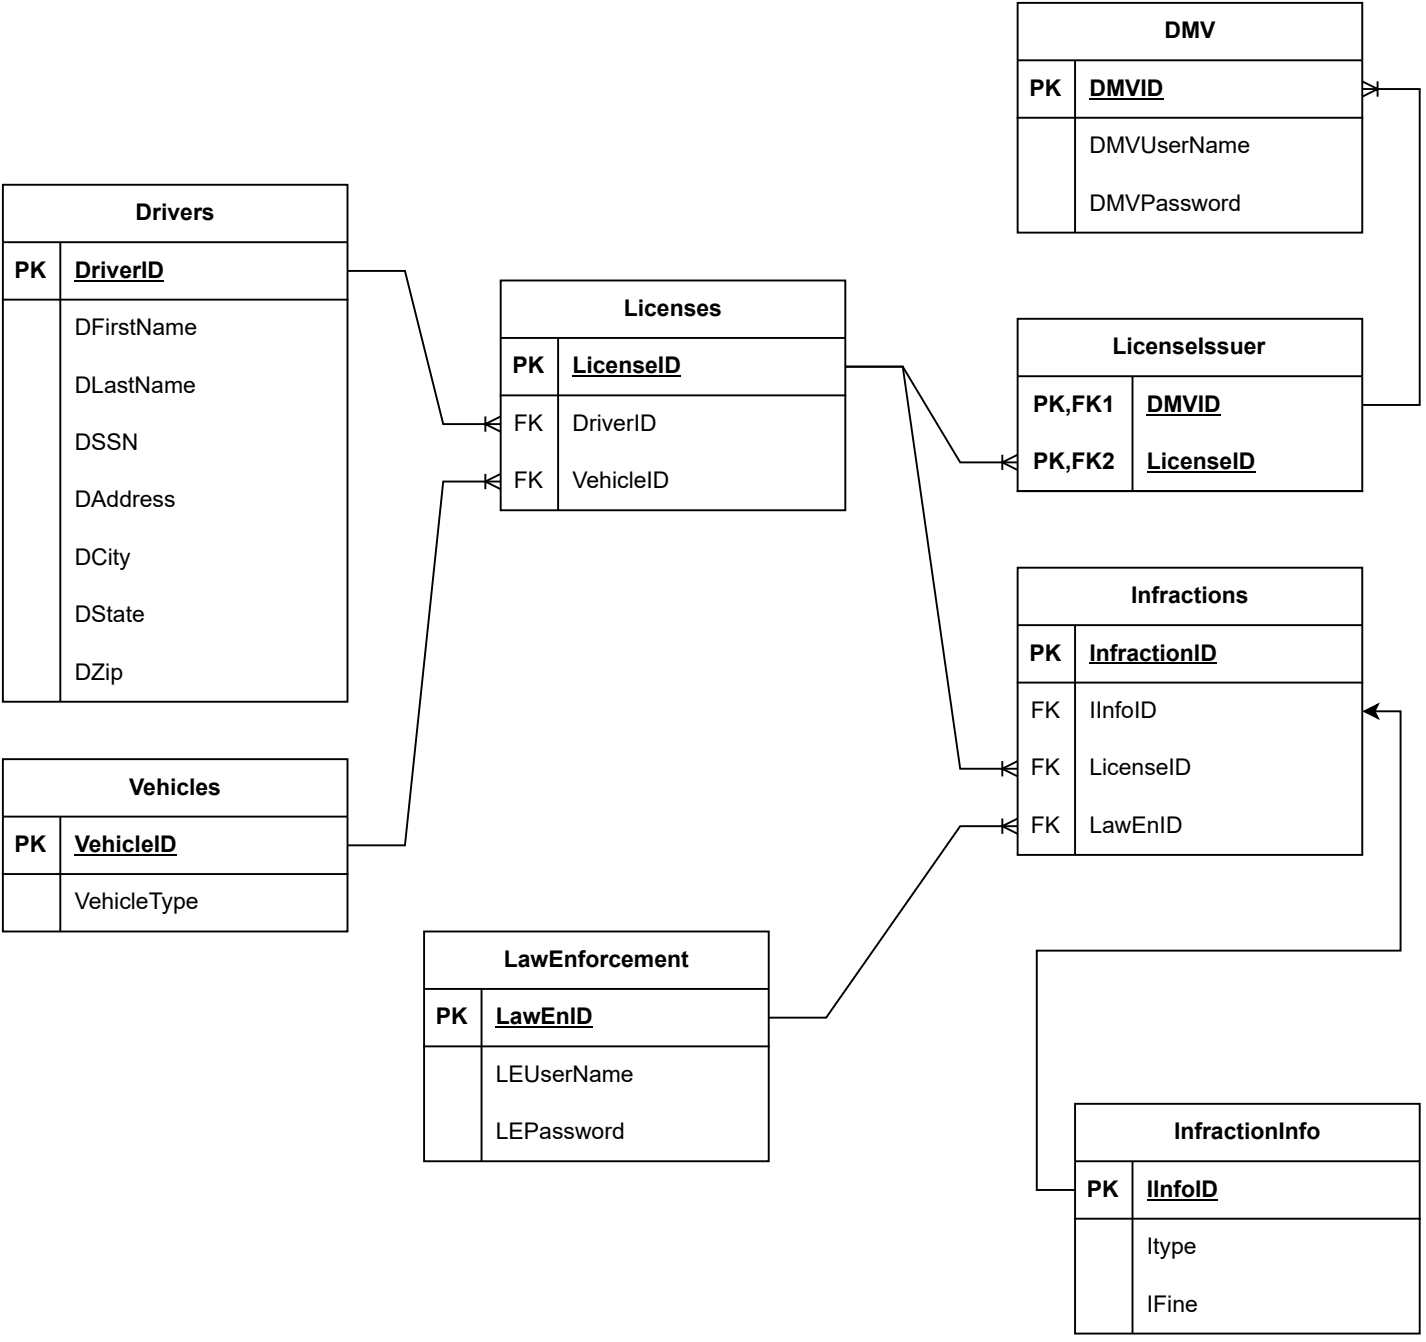 DMV
PK DMVID
DMVUserName
DMVPassword
Drivers
PK DriverID
DFirstName
DLastName
DSSN
DAddress
DCity
DState
DZip
Licenses
PK LicenseID
FK DriverID
FK VehicleID
LicenseIssuer
PK,FK1 DMVID
PK,FK2 LicenseID
Infractions
PK InfractionID
FK IInfoID
FK LicenseID
FK LawEnID
Vehicles
PK VehicleID
VehicleType
LawEnforcement
PK LawEnID
LEUserName
LEPassword
InfractionInfo
PK IInfoID
Itype
IFine